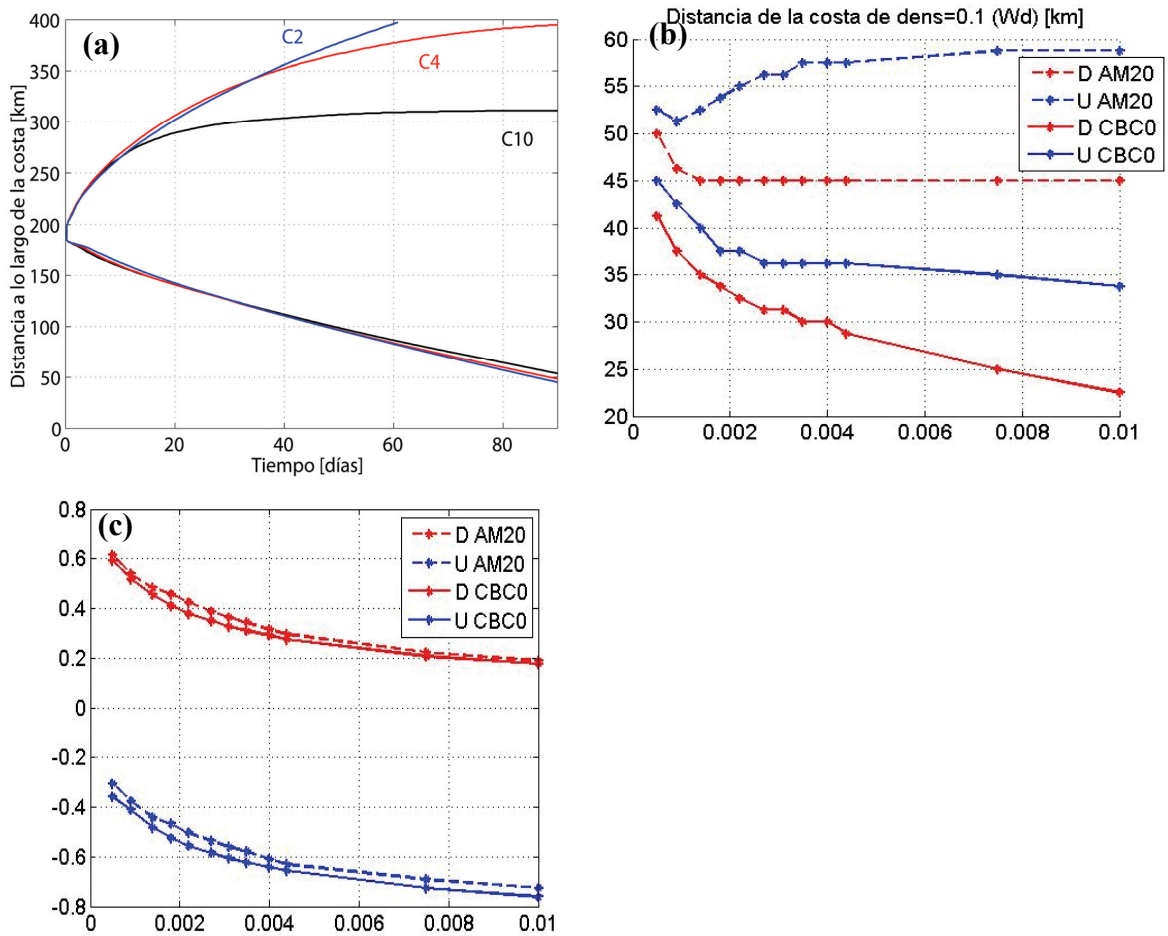 (a)
C2
C4
C10
400
350
300
250
200
150
100
50
0
0 20 40 60 80
Distancia a lo largo de la costa [km]
Tiempo [días]
Distancia de la costa de dens=0.1 (Wd) [km]
(b)
D AM20
U AM20
D CBC0
U CBC0
60
55
50
45
40
35
30
25
20
0 0.002 0.004 0.006 0.008 0.01
(c)
D AM20
U AM20
D CBC0
U CBC0
0.8
0.6
0.4
0.2
0
-0.2
-0.4
-0.6
-0.8
0 0.002 0.004 0.006 0.008 0.01